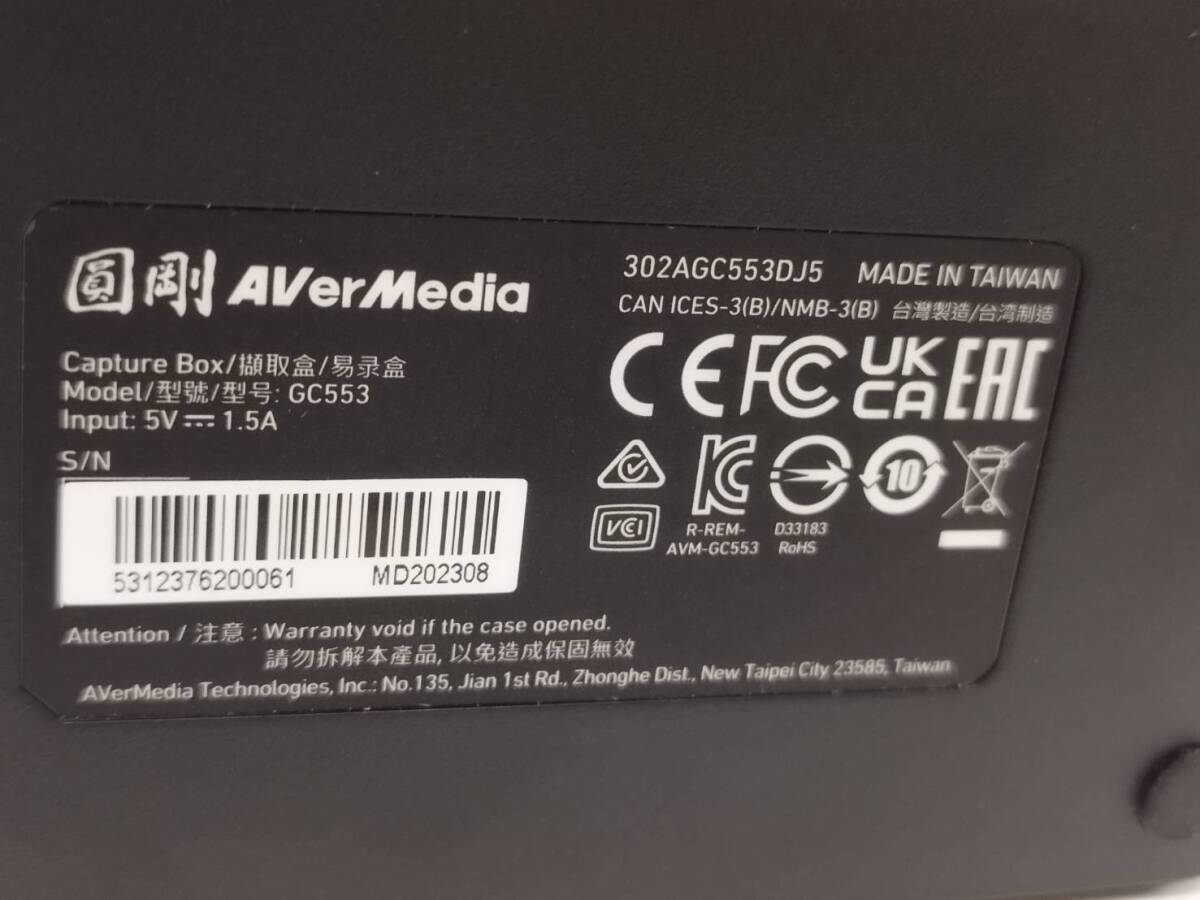 圓剛 AVerMedia
Capture Box/擷取盒/易录盒
Model/型號/型号: GC553
Input: 5V⎓1.5A
S/N
5312376200061 MD202308
302AGC553DJ5 MADE IN TAIWAN
CAN ICES-3(B)/NMB-3(B) 台灣製造/台湾制造
CE FC UK CA EAC
10
VCI
R-REM-
AVM-GC553
D33183
RoHS
Attention / 注意 : Warranty void if the case opened.
請勿拆解本產品, 以免造成保固無效
AVerMedia Technologies, Inc.: No.135, Jian 1st Rd., Zhonghe Dist., New Taipei City 23585, Taiwan